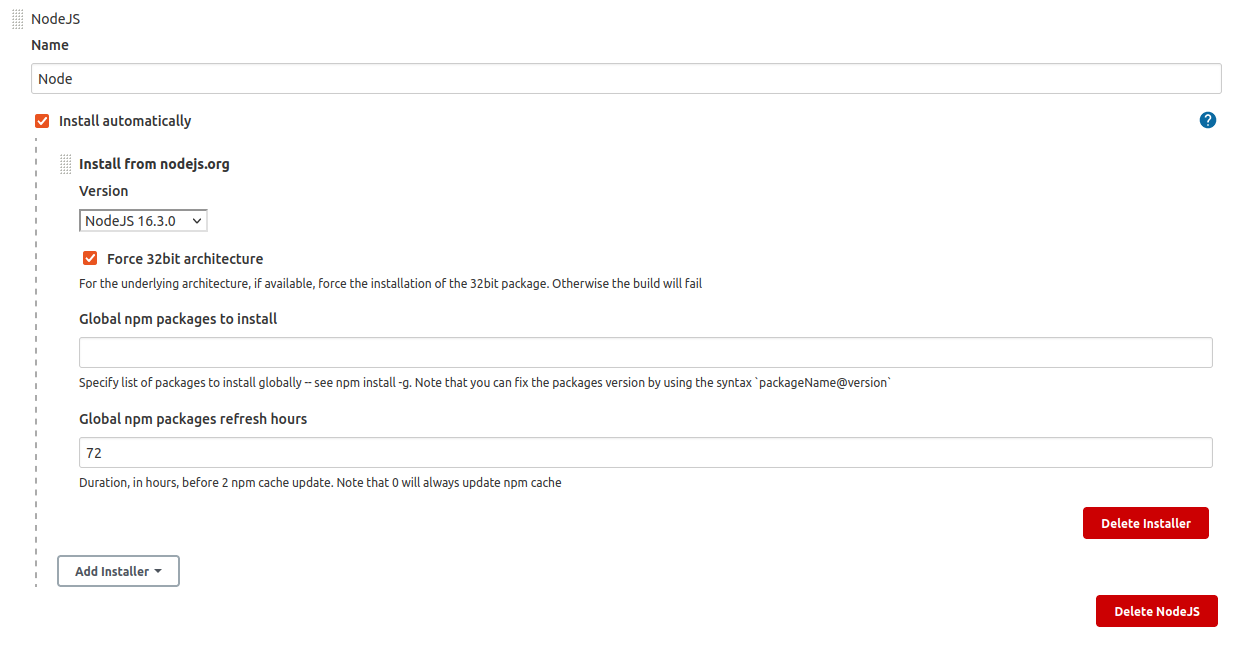 NodeJS
Name
Node
Install automatically
?
Install from nodejs.org
Version
NodeJS 16.3.0
Force 32bit architecture
For the underlying architecture, if available, force the installation of the 32bit package. Otherwise the build will fail
Global npm packages to install
Specify list of packages to install globally -- see npm install -g. Note that you can fix the packages version by using the syntax `packageName@version`
Global npm packages refresh hours
72
Duration, in hours, before 2 npm cache update. Note that 0 will always update npm cache
Delete Installer
Add Installer
Delete NodeJS